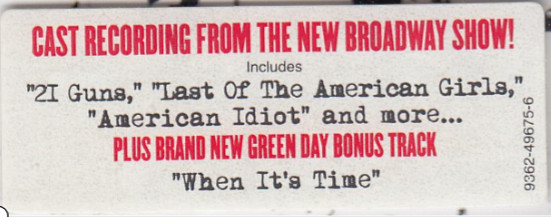 CAST RECORDING FROM THE NEW BROADWAY SHOW!
Includes
"21 Guns," "Last Of The American Girls,"
"American Idiot" and more...
PLUS BRAND NEW GREEN DAY BONUS TRACK
"When It's Time"
9362-49675-6